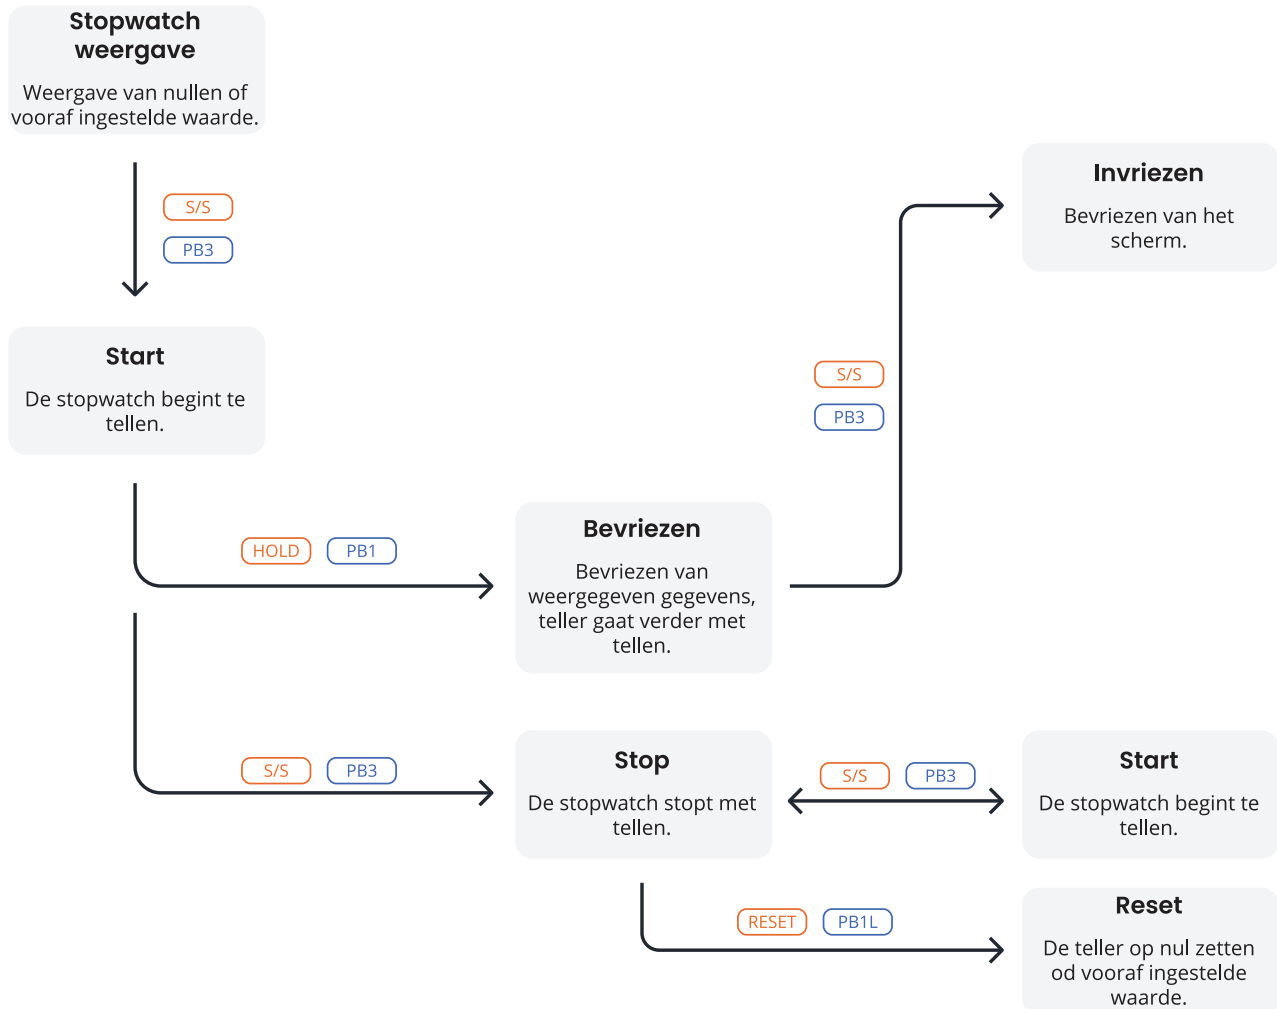 Stopwatch
weergave
Weergave van nullen of
vooraf ingestelde waarde.
S/S
PB3
Invriezen
Bevriezen van het
scherm.
Start
De stopwatch begint te
tellen.
S/S
PB3
HOLD PB1
Bevriezen
Bevriezen van
weergegeven gegevens,
teller gaat verder met
tellen.
S/S PB3
Stop
De stopwatch stopt met
tellen.
S/S PB3
Start
De stopwatch begint te
tellen.
RESET PB1L
Reset
De teller op nul zetten
od vooraf ingestelde
waarde.